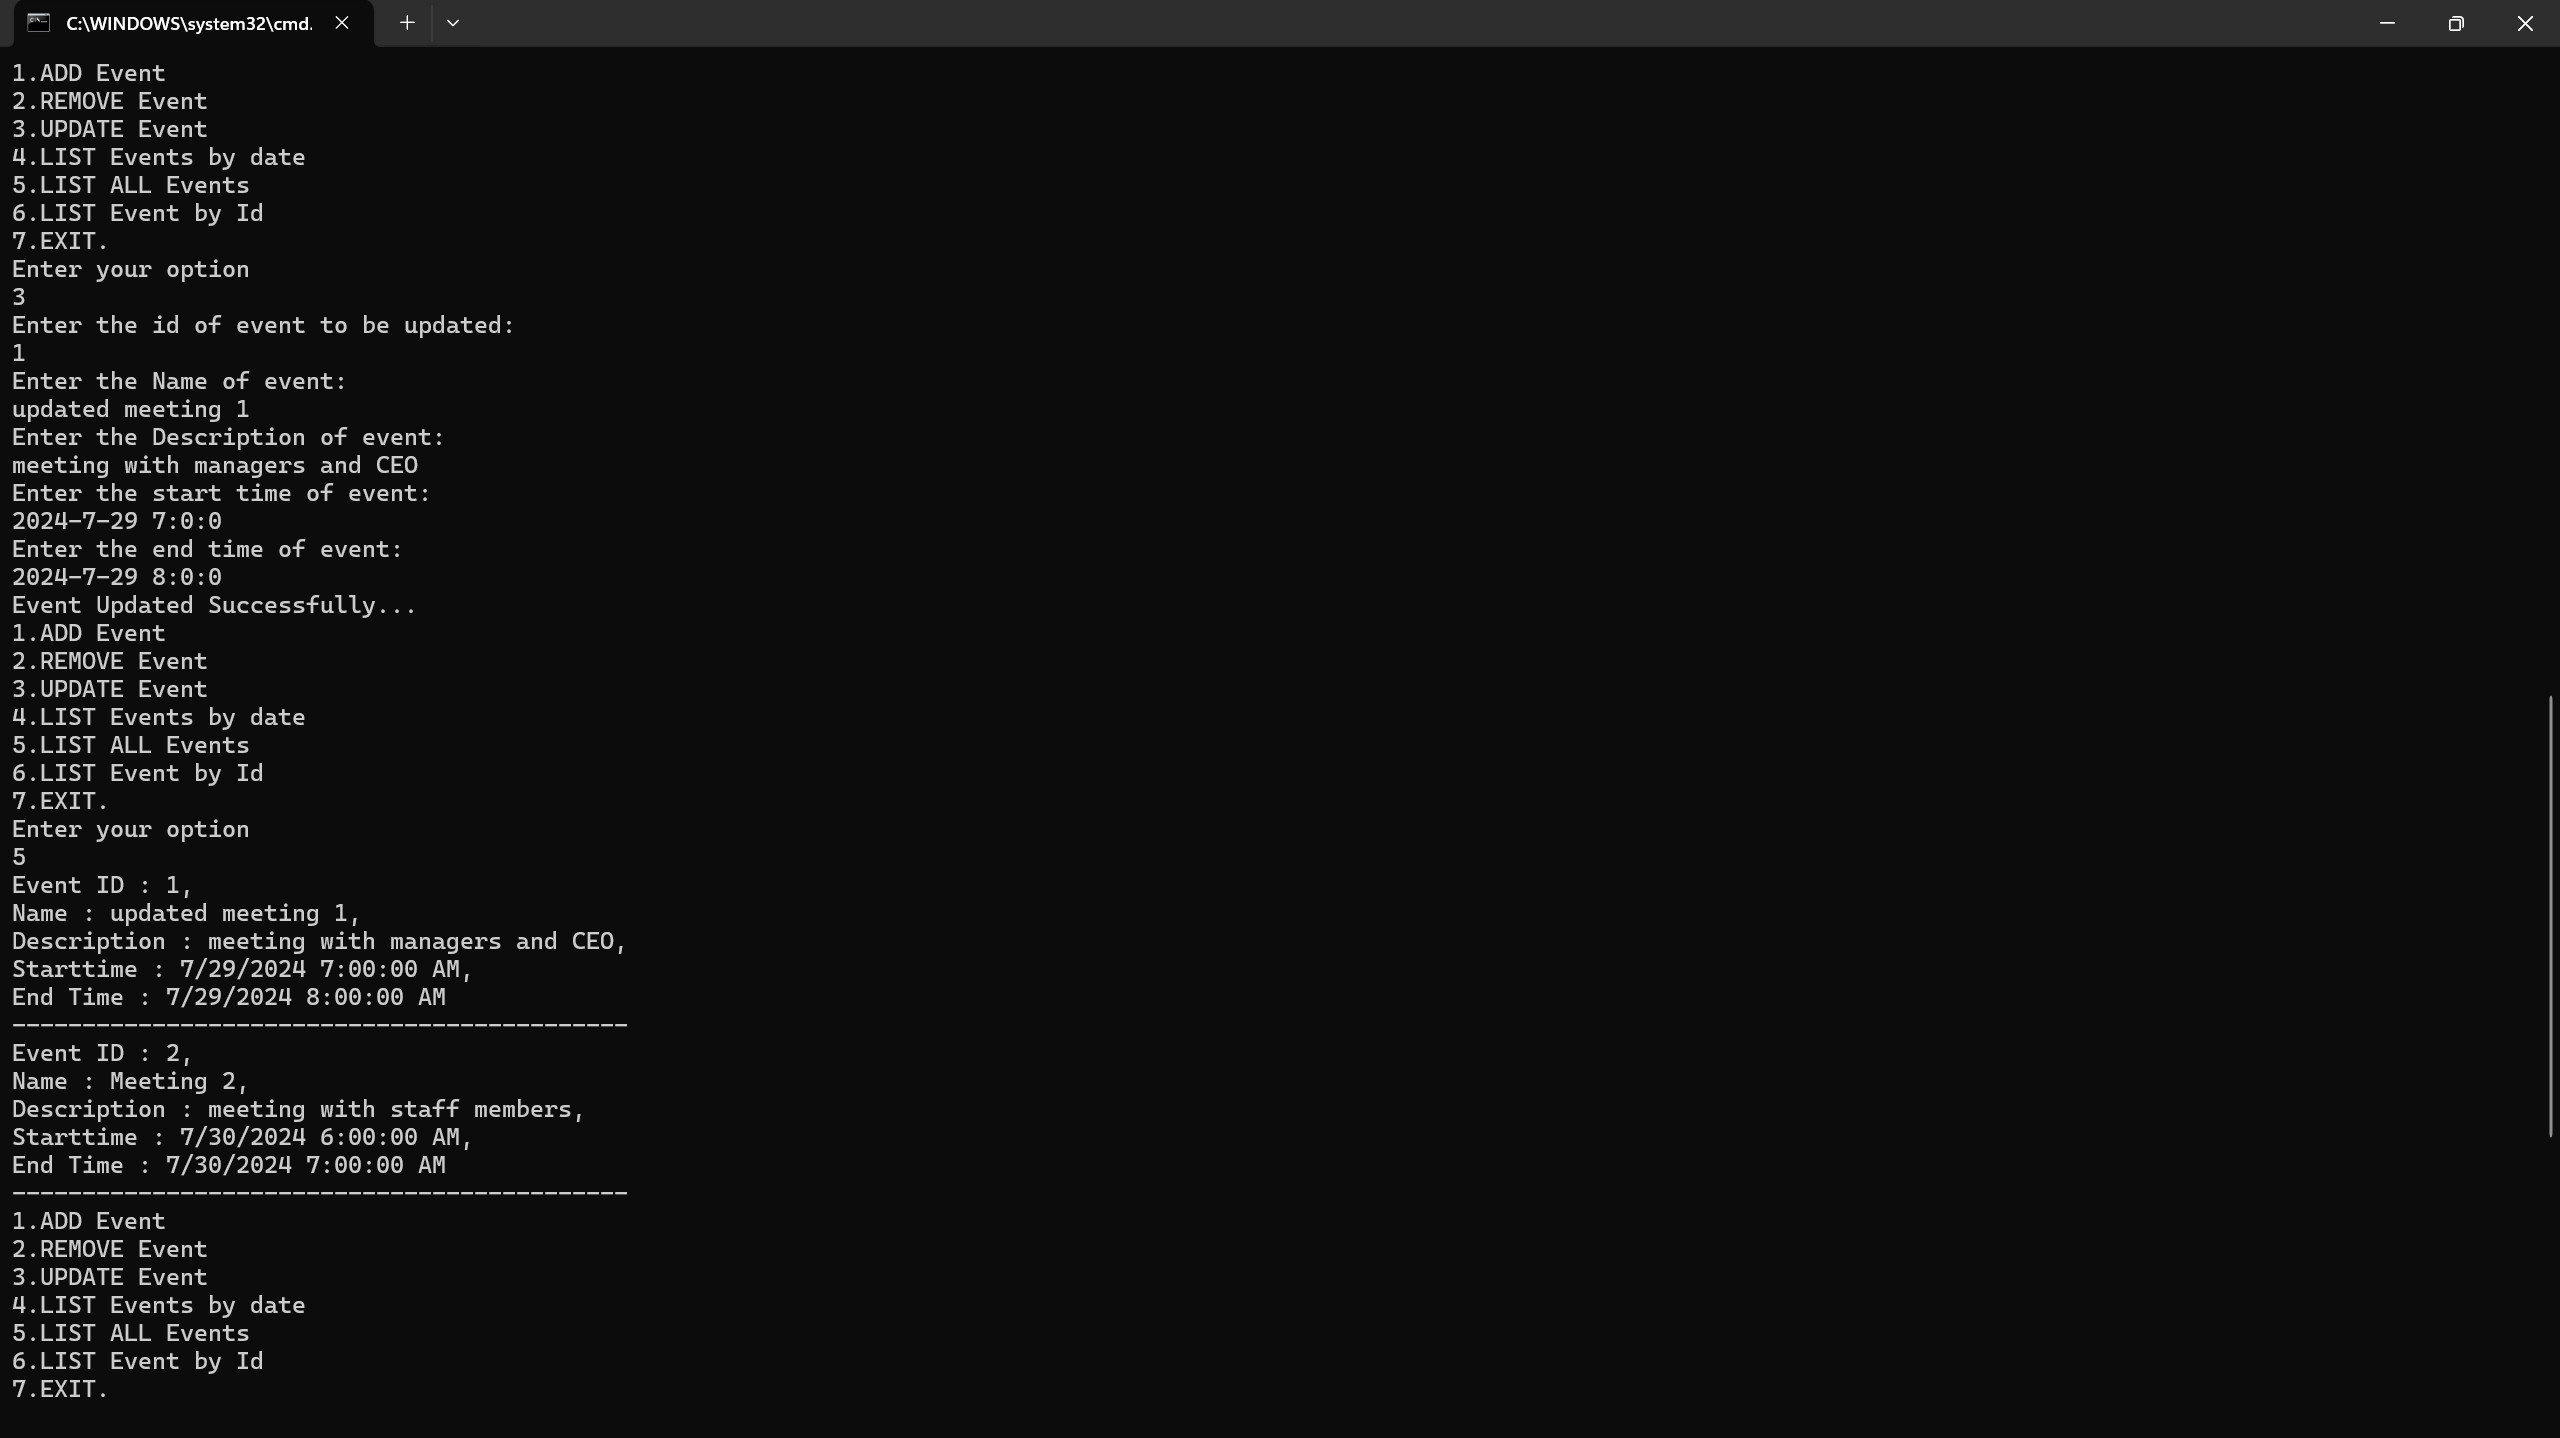 C:\WINDOWS\system32\cmd.
1.ADD Event
2.REMOVE Event
3.UPDATE Event
4.LIST Events by date
5.LIST ALL Events
6.LIST Event by Id
7.EXIT.
Enter your option
3
Enter the id of event to be updated:
1
Enter the Name of event:
updated meeting 1
Enter the Description of event:
meeting with managers and CEO
Enter the start time of event:
2024-7-29 7:0:0
Enter the end time of event:
2024-7-29 8:0:0
Event Updated Successfully...
1.ADD Event
2.REMOVE Event
3.UPDATE Event
4.LIST Events by date
5.LIST ALL Events
6.LIST Event by Id
7.EXIT.
Enter your option
5
Event ID : 1,
Name : updated meeting 1,
Description : meeting with managers and CEO,
Starttime : 7/29/2024 7:00:00 AM,
End Time : 7/29/2024 8:00:00 AM
--------------------------------------------
Event ID : 2,
Name : Meeting 2,
Description : meeting with staff members,
Starttime : 7/30/2024 6:00:00 AM,
End Time : 7/30/2024 7:00:00 AM
--------------------------------------------
1.ADD Event
2.REMOVE Event
3.UPDATE Event
4.LIST Events by date
5.LIST ALL Events
6.LIST Event by Id
7.EXIT.